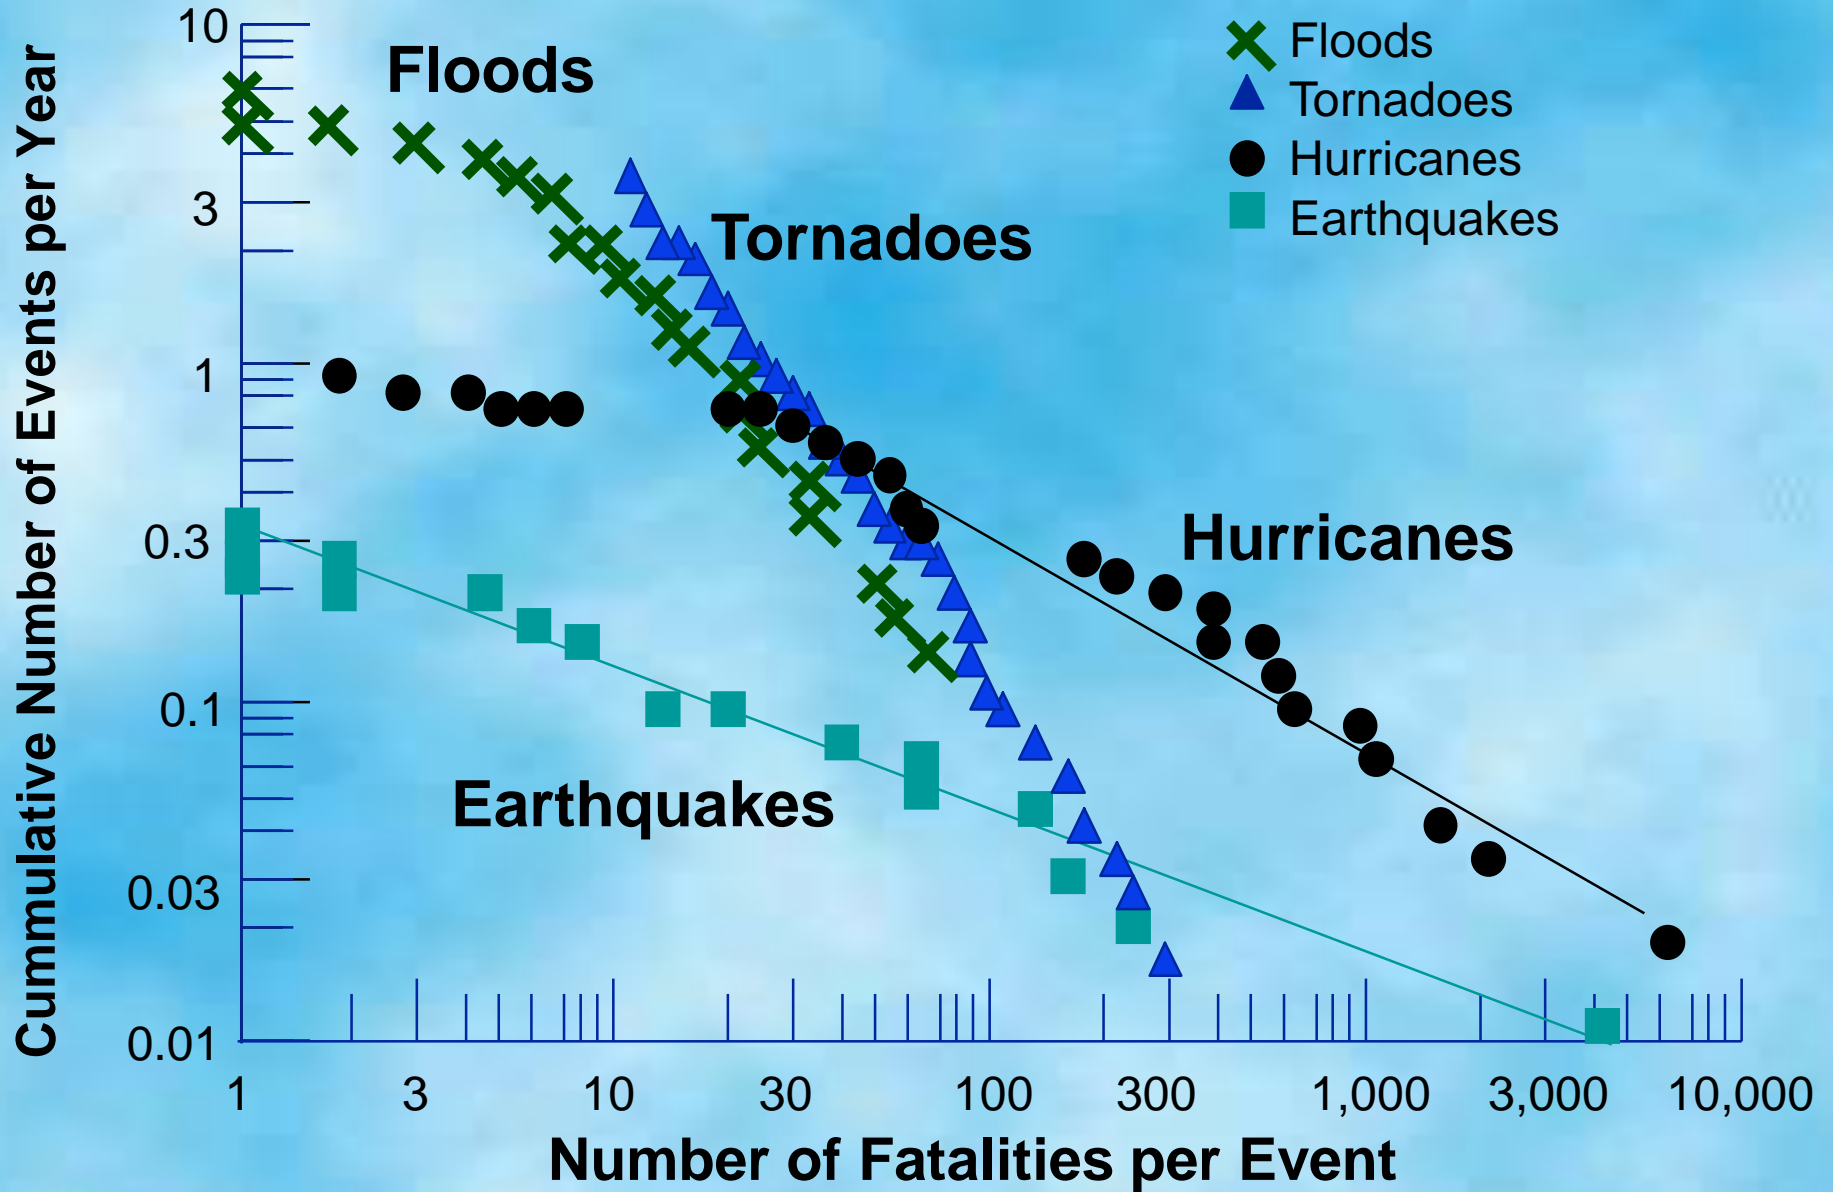 Cummulative Number of Events per Year
10
3
1
0.3
0.1
0.03
0.01
Floods
Tornadoes
Hurricanes
Earthquakes
Floods
Tornadoes
Hurricanes
Earthquakes
1 3 10 30 100 300 1,000 3,000 10,000
Number of Fatalities per Event